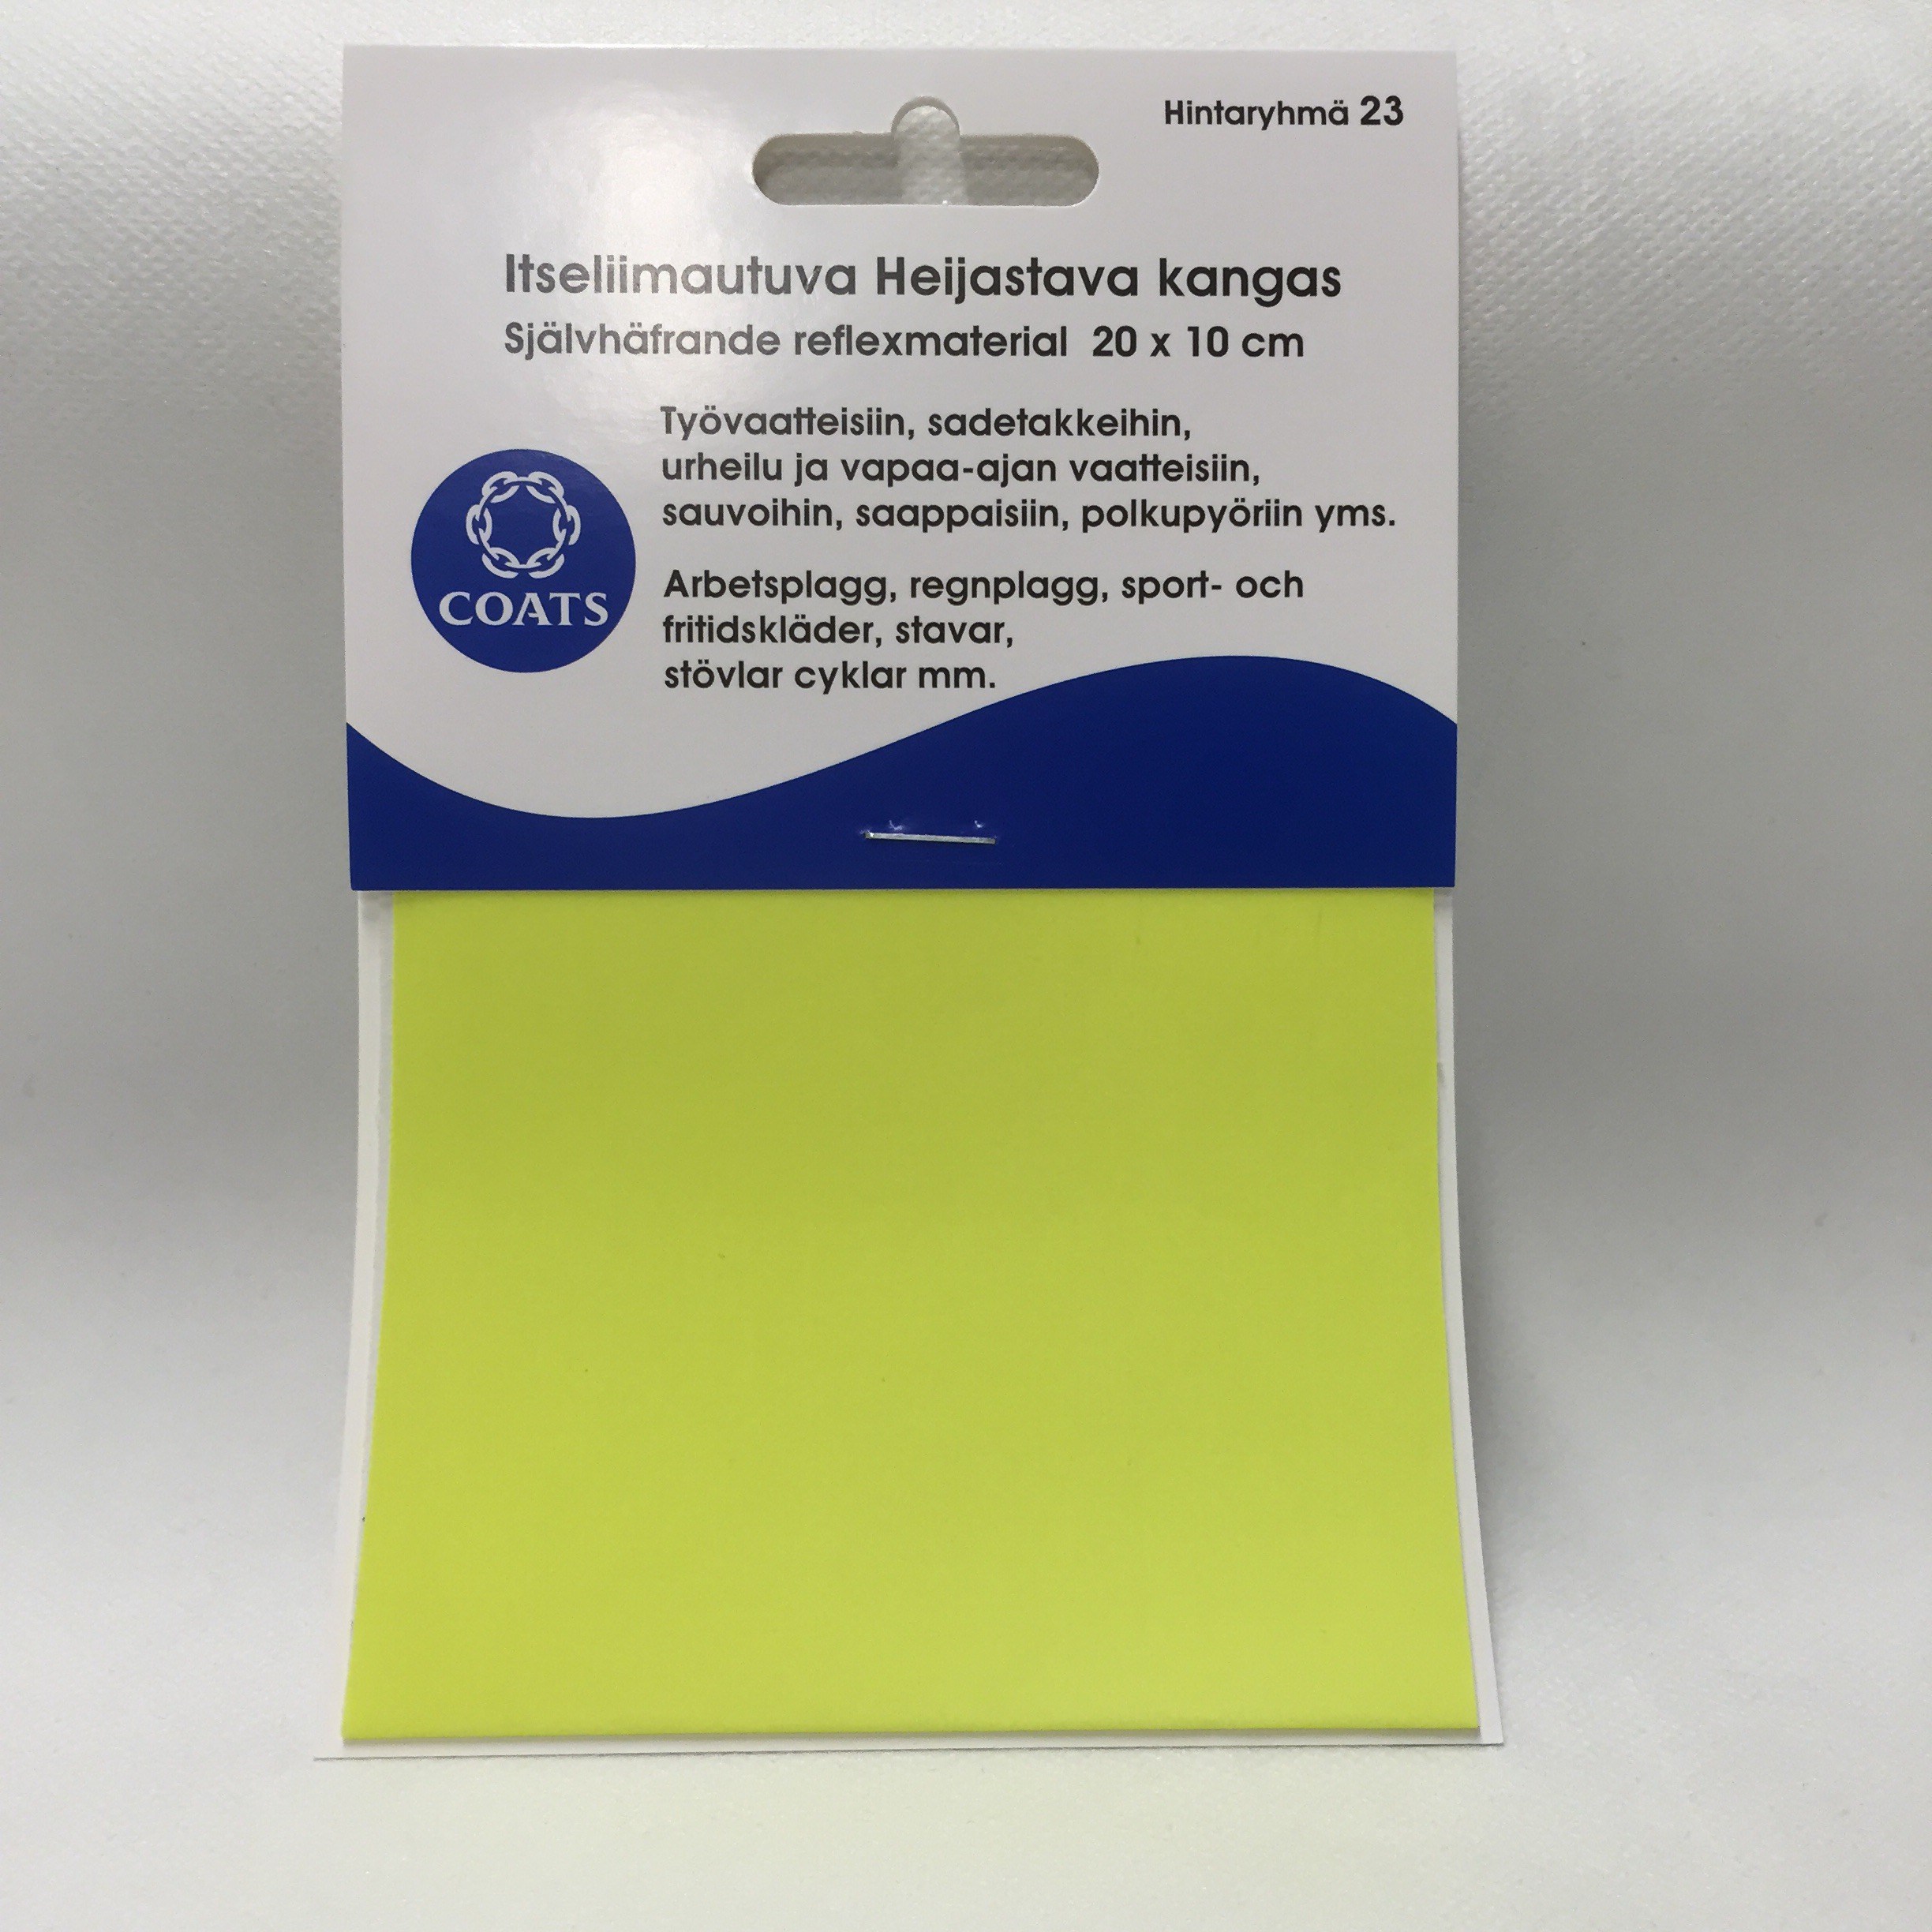 Hintaryhmä 23
Itseliimautuva Heijastava kangas
Självhäfrande reflexmaterial 20 x 10 cm
Työvaatteisiin, sadetakkeihin,
urheilu ja vapaa-ajan vaatteisiin,
sauvoihin, saappaisiin, polkupyöriin yms.
COATS
Arbetsplagg, regnplagg, sport- och
fritidskläder, stavar,
stövlar cyklar mm.